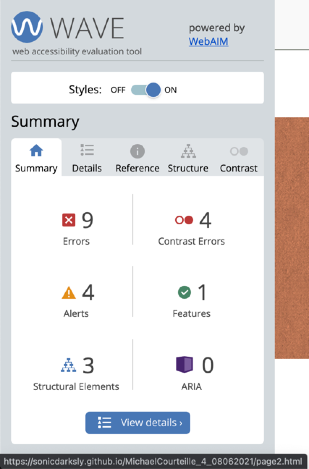 WAVE
web accessibility evaluation tool
powered by
WebAIM
Styles: OFF ON
Summary
Summary Details Reference Structure Contrast
9 4
Errors Contrast Errors
4 1
Alerts Features
3 0
Structural Elements ARIA
View details ›
https://sonicdarksly.github.io/MichaelCourteille_4_08062021/page2.html